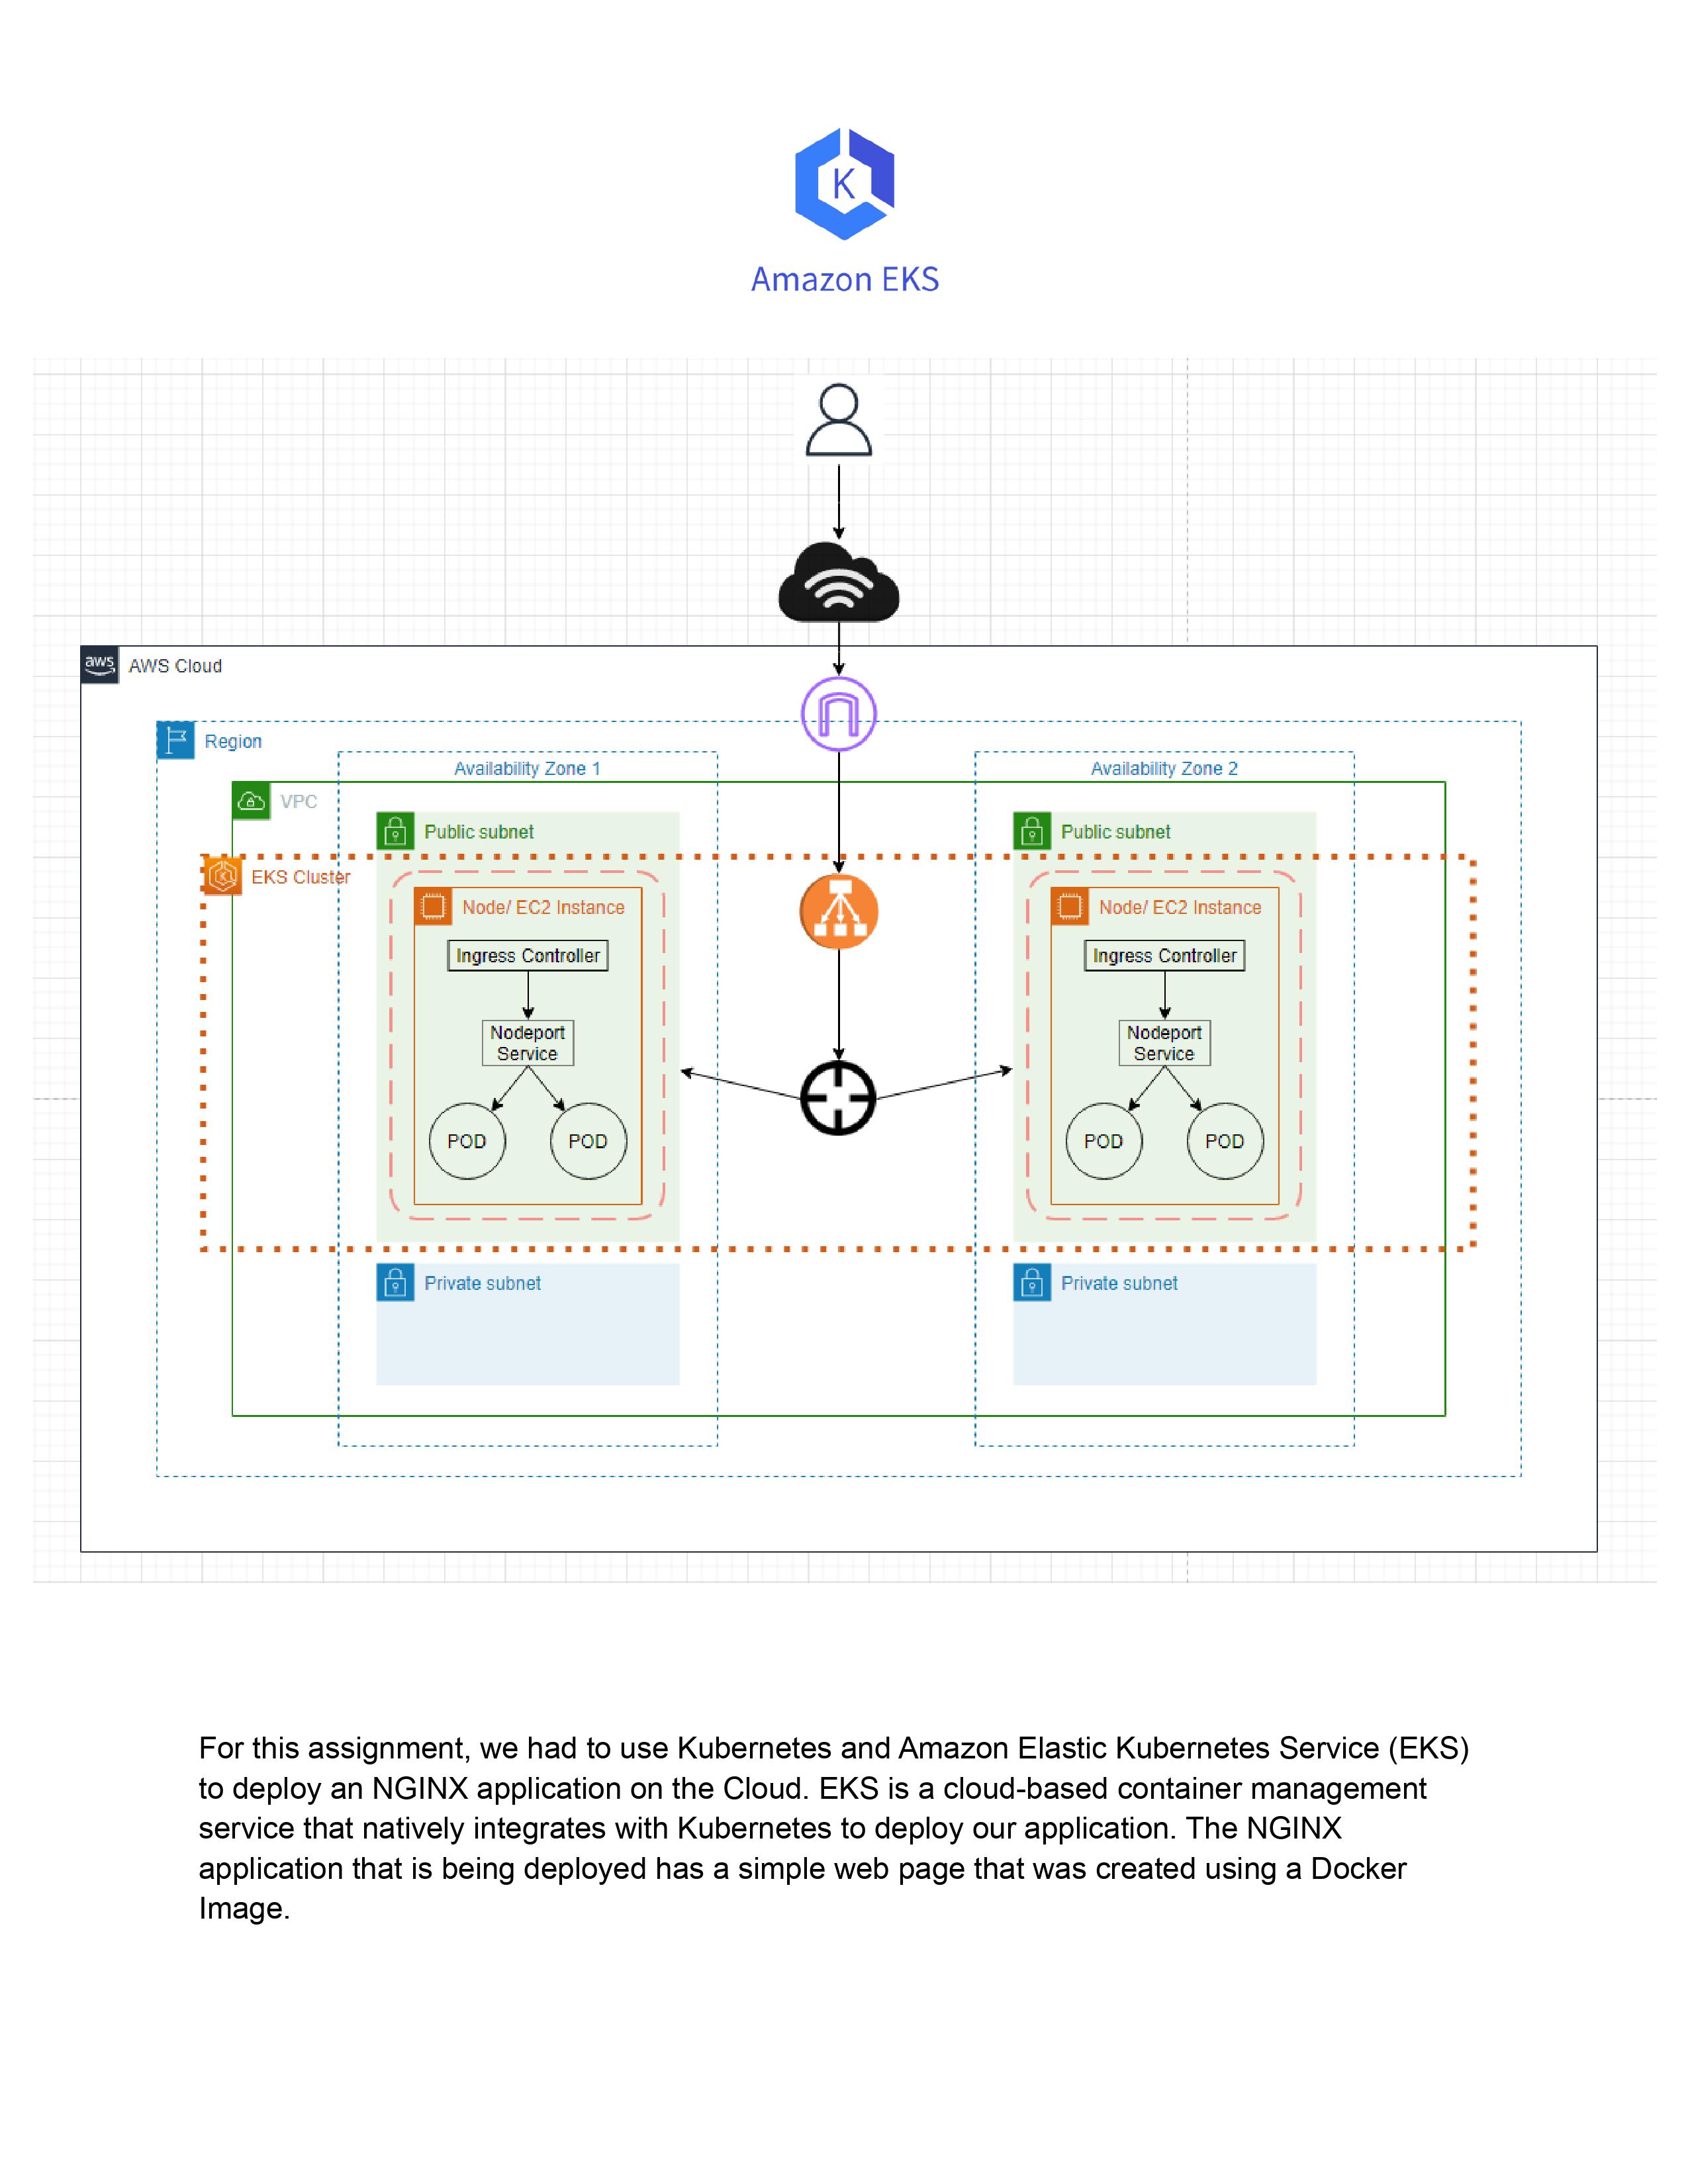 K
Amazon EKS
aws
AWS Cloud
Region
Availability Zone 1
Availability Zone 2
VPC
Public subnet
Public subnet
K
EKS Cluster
Node/ EC2 Instance
Node/ EC2 Instance
Ingress Controller
Ingress Controller
Nodeport
Service
Nodeport
Service
POD
POD
POD
POD
Private subnet
Private subnet
For this assignment, we had to use Kubernetes and Amazon Elastic Kubernetes Service (EKS)
to deploy an NGINX application on the Cloud. EKS is a cloud-based container management
service that natively integrates with Kubernetes to deploy our application. The NGINX
application that is being deployed has a simple web page that was created using a Docker
Image.